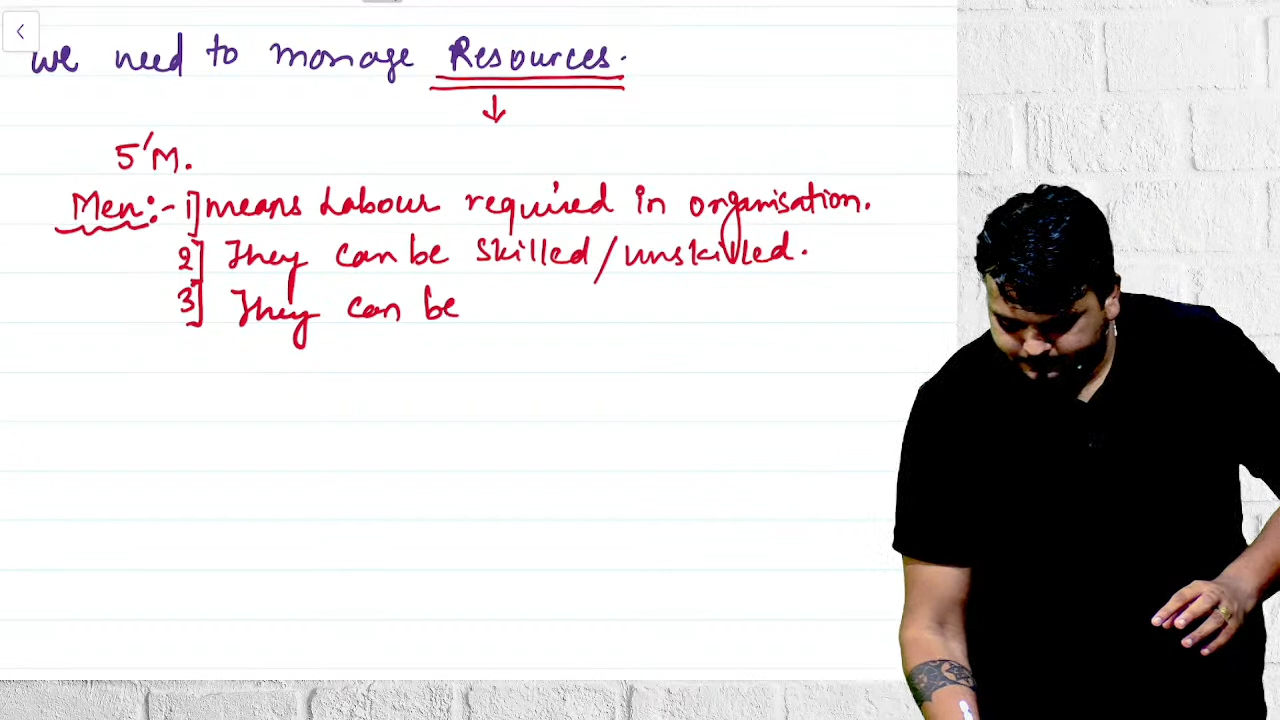 we need to manage Resources.
↓
5'M.
Men:- 1] means Labour required in organisation.
2] They can be skilled/unskilled.
3] They can be